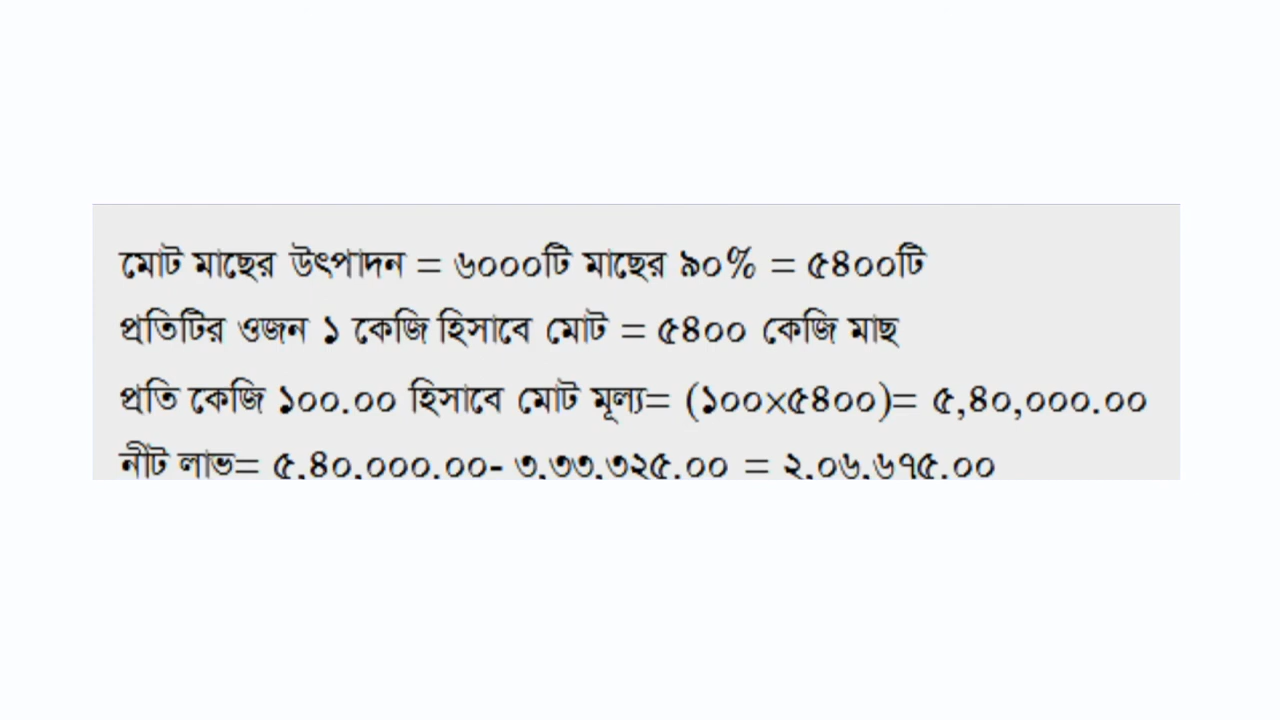 মোট মাছের উৎপাদন = ৬০০০টি মাছের ৯০% = ৫৪০০টি
প্রতিটির ওজন ১ কেজি হিসাবে মোট = ৫৪০০ কেজি মাছ
প্রতি কেজি ১০০.০০ হিসাবে মোট মূল্য= (১০০×৫৪০০)= ৫,৪০,০০০.০০
নীট লাভ= ৫,৪০,০০০.০০- ৩,৩৩,৩২৫.০০ = ২,০৬,৬৭৫.০০